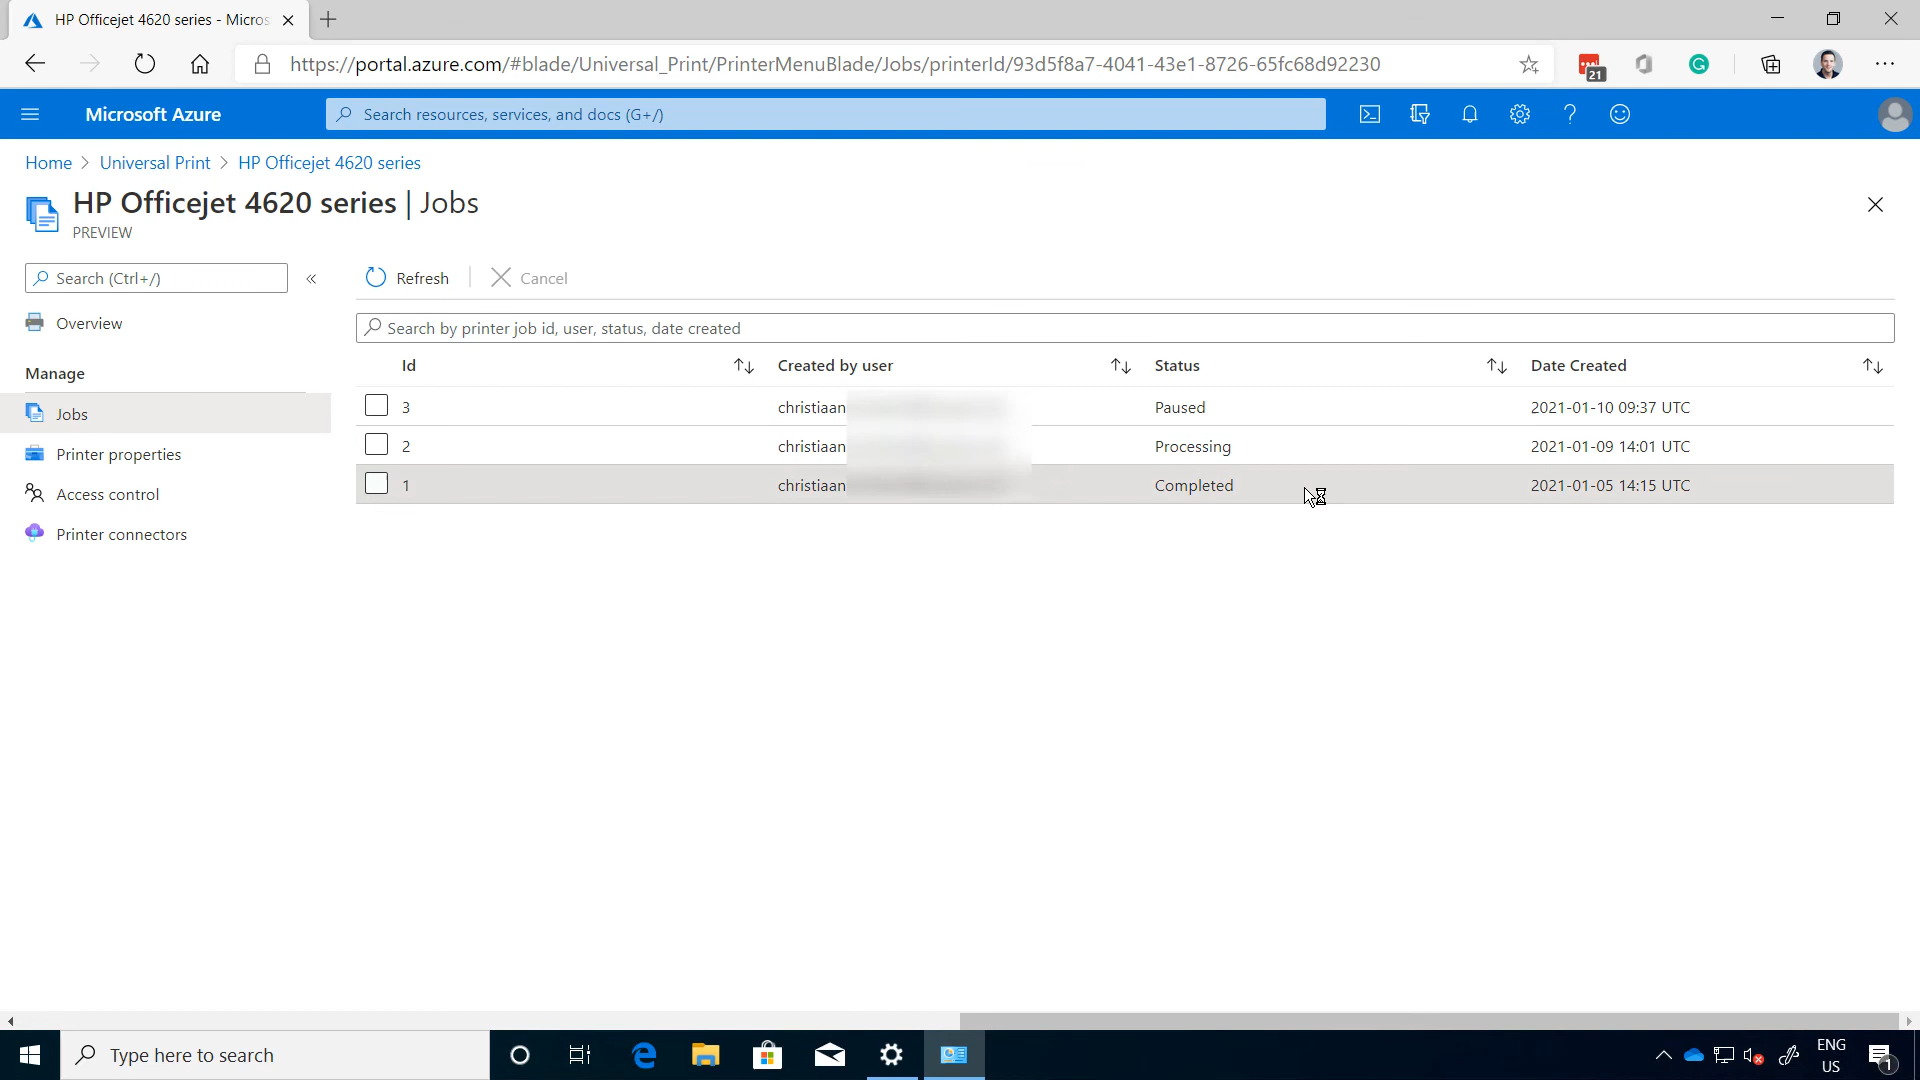 HP Officejet 4620 series - Micros
https://portal.azure.com/#blade/Universal_Print/PrinterMenuBlade/Jobs/printerId/93d5f8a7-4041-43e1-8726-65fc68d92230
21
Microsoft Azure
Search resources, services, and docs (G+/)
Home > Universal Print > HP Officejet 4620 series
HP Officejet 4620 series | Jobs
PREVIEW
Search (Ctrl+/)
«
Refresh
Cancel
Overview
Manage
Jobs
Printer properties
Access control
Printer connectors
Search by printer job id, user, status, date created
Id Created by user Status Date Created
3 christiaan Paused 2021-01-10 09:37 UTC
2 christiaan Processing 2021-01-09 14:01 UTC
1 christiaan Completed 2021-01-05 14:15 UTC
Type here to search
ENG
US
1